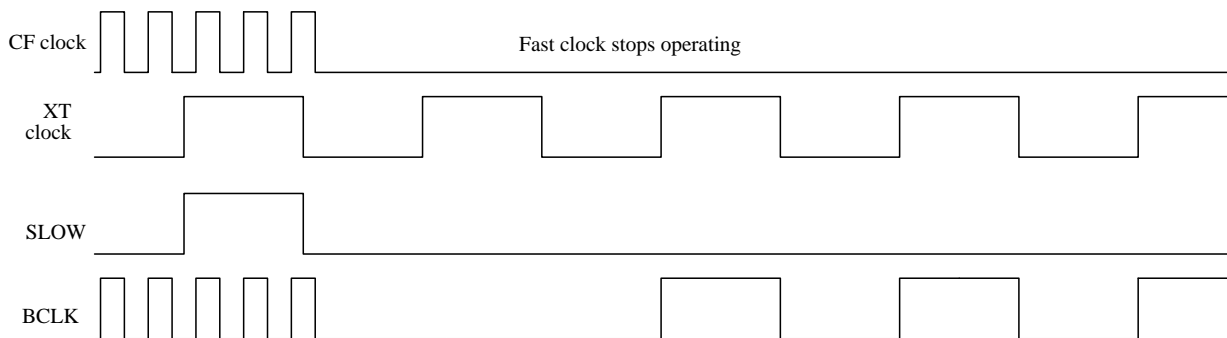 CF clock
Fast clock stops operating
XT
clock
SLOW
BCLK